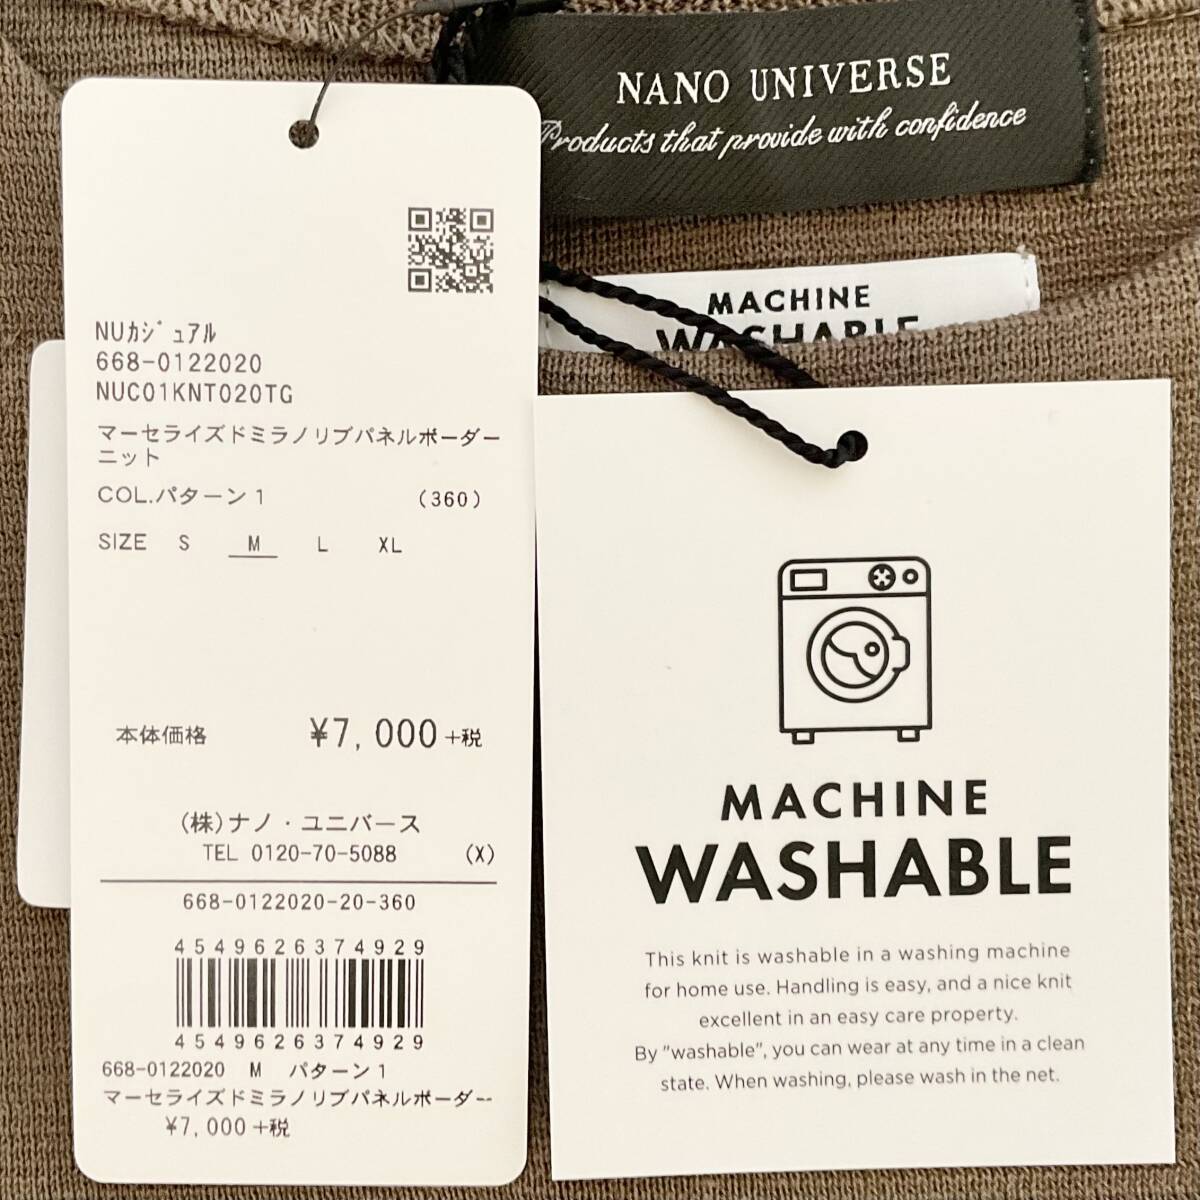 NANO UNIVERSE
Products that provide with confidence
MACHINE
WASHABLE
NUカジュアル
668-0122020
NUC01KNT020TG
マーセライズドミラノリブパネルボーダー
ニット
COL.パターン1 (360)
SIZE S M L XL
本体価格 ¥7,000+税
(株)ナノ・ユニバース
TEL 0120-70-5088 (X)
668-0122020-20-360
4549626374929
4549626374929
668-0122020 M パターン1
マーセライズドミラノリブパネルボーダー
¥7,000+税
MACHINE
WASHABLE
This knit is washable in a washing machine
for home use. Handling is easy, and a nice knit
excellent in an easy care property.
By "washable", you can wear at any time in a clean
state. When washing, please wash in the net.